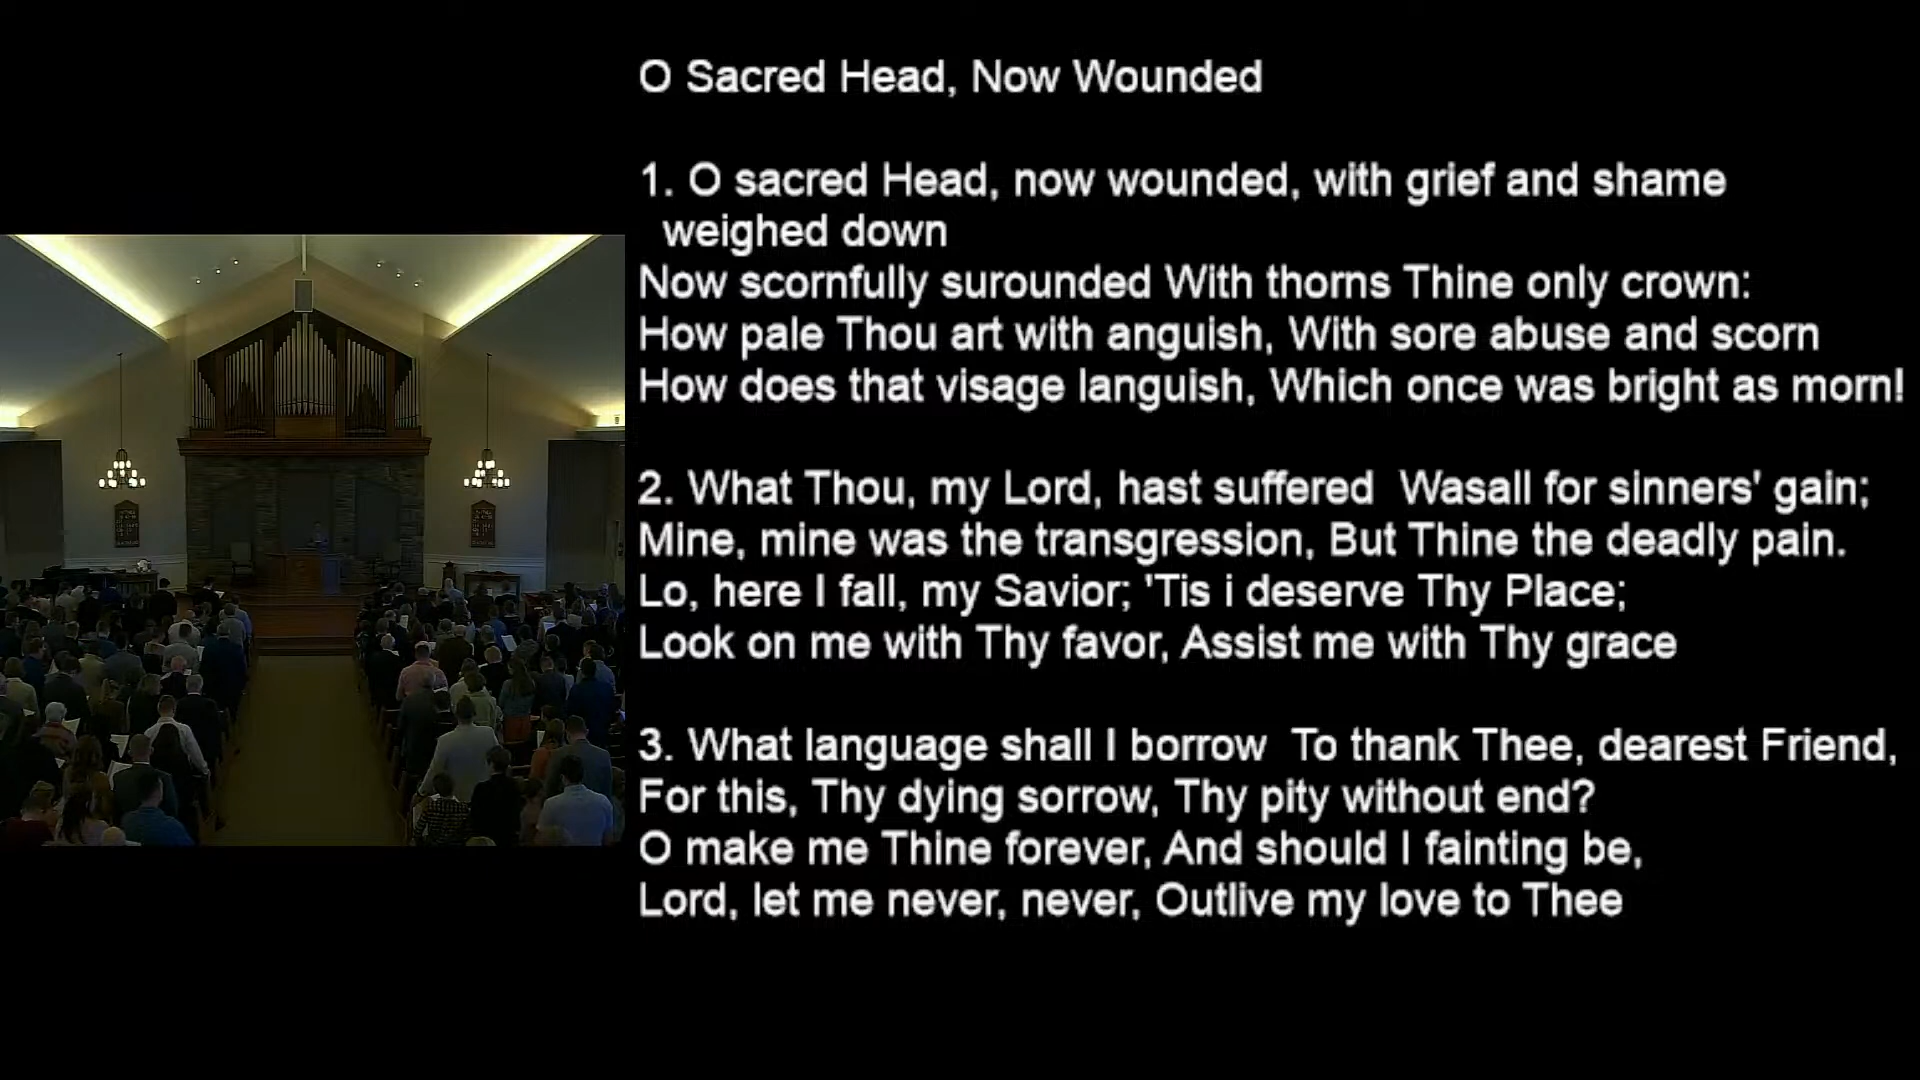 O Sacred Head, Now Wounded
1. O sacred Head, now wounded, with grief and shame
weighed down
Now scornfully surounded With thorns Thine only crown:
How pale Thou art with anguish, With sore abuse and scorn
How does that visage languish, Which once was bright as morn!
2. What Thou, my Lord, hast suffered  Wasall for sinners' gain;
Mine, mine was the transgression, But Thine the deadly pain.
Lo, here I fall, my Savior; 'Tis i deserve Thy Place;
Look on me with Thy favor, Assist me with Thy grace
3. What language shall I borrow  To thank Thee, dearest Friend,
For this, Thy dying sorrow, Thy pity without end?
O make me Thine forever, And should I fainting be,
Lord, let me never, never, Outlive my love to Thee